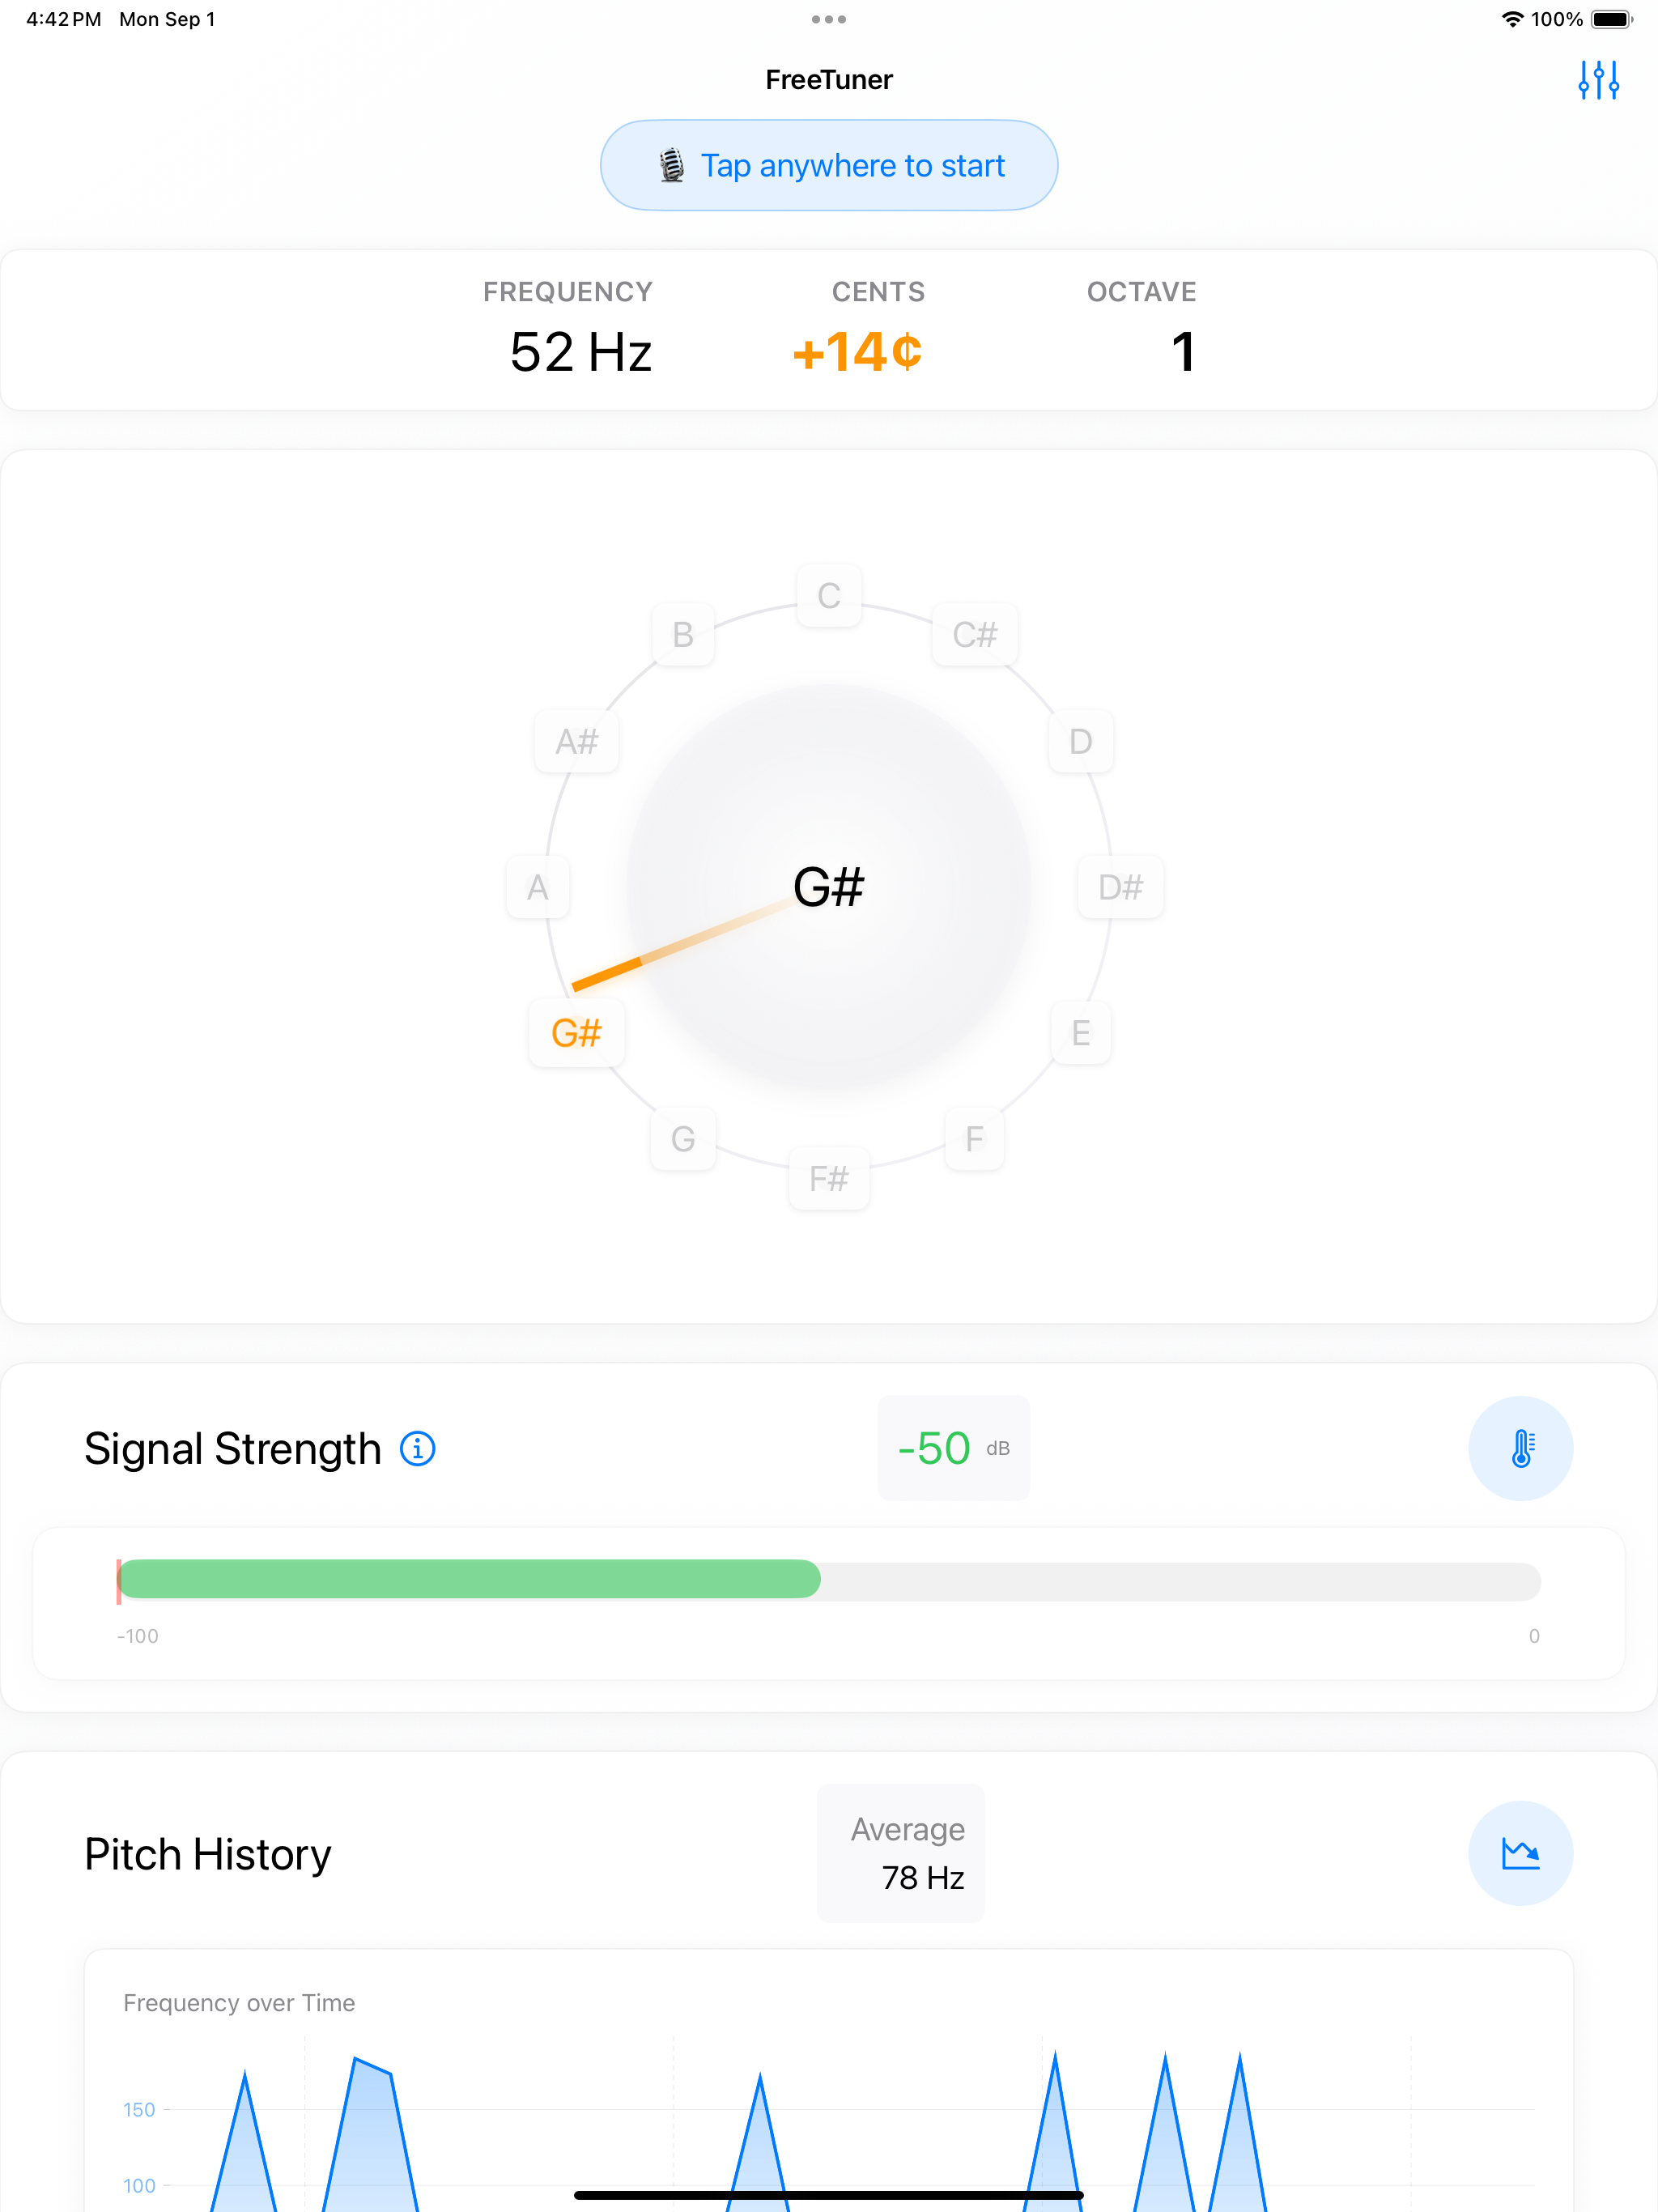 4:42 PM Mon Sep 1
100%
FreeTuner
Tap anywhere to start
FREQUENCY CENTS OCTAVE
52 Hz +14¢ 1
C
B C#
A# D
G#
A D#
G# E
G F
F#
Signal Strength -50 dB
-100 0
Pitch History
Average
78 Hz
Frequency over Time
150
100